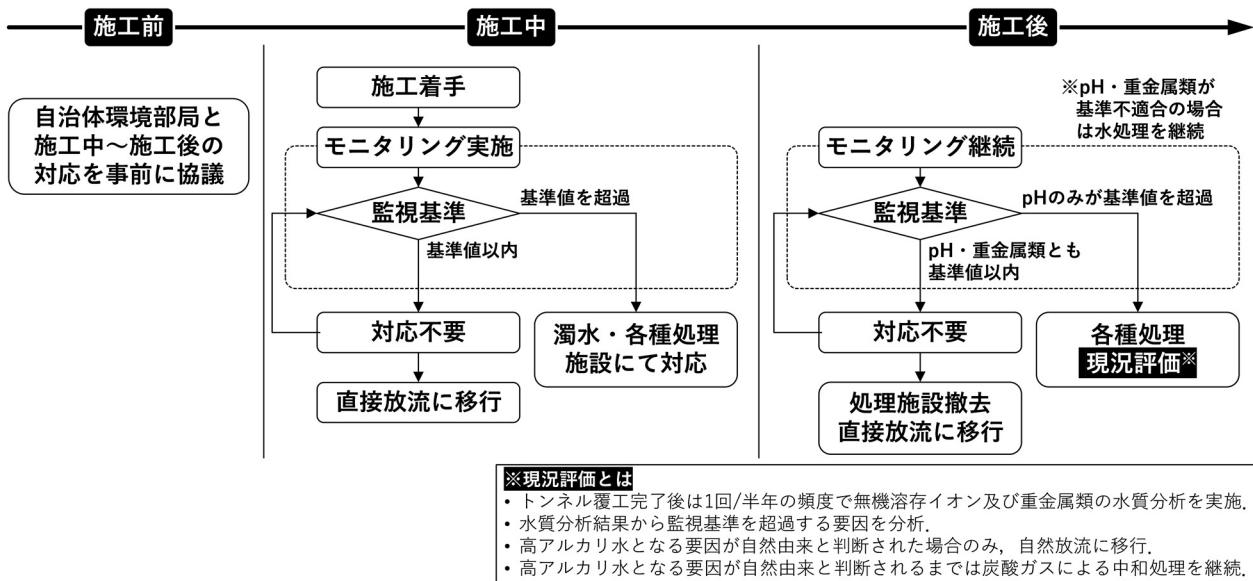 施工前
施工中
施工後
自治体環境部局と
施工中～施工後の
対応を事前に協議
施工着手
モニタリング実施
監視基準
基準値を超過
基準値以内
対応不要
直接放流に移行
濁水・各種処理
施設にて対応
※pH・重金属類が
基準不適合の場合
は水処理を継続
モニタリング継続
監視基準
pHのみが基準値を超過
pH・重金属類とも
基準値以内
対応不要
処理施設撤去
直接放流に移行
各種処理
現況評価※
※現況評価とは
• トンネル覆工完了後は1回/半年の頻度で無機溶存イオン及び重金属類の水質分析を実施.
• 水質分析結果から監視基準を超過する要因を分析.
• 高アルカリ水となる要因が自然由来と判断された場合のみ，自然放流に移行.
• 高アルカリ水となる要因が自然由来と判断されるまでは炭酸ガスによる中和処理を継続.